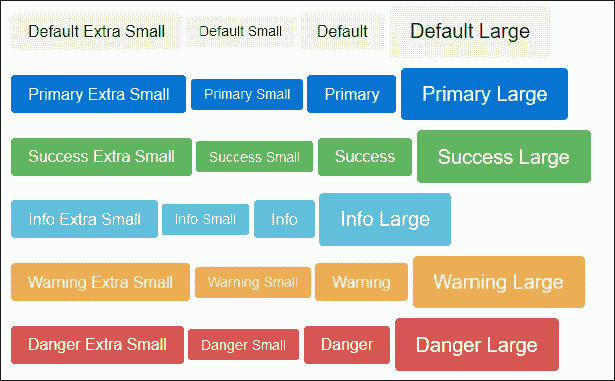 Default Extra Small Default Small Default Default Large
Primary Extra Small Primary Small Primary Primary Large
Success Extra Small Success Small Success Success Large
Info Extra Small Info Small Info Info Large
Warning Extra Small Warning Small Warning Warning Large
Danger Extra Small Danger Small Danger Danger Large